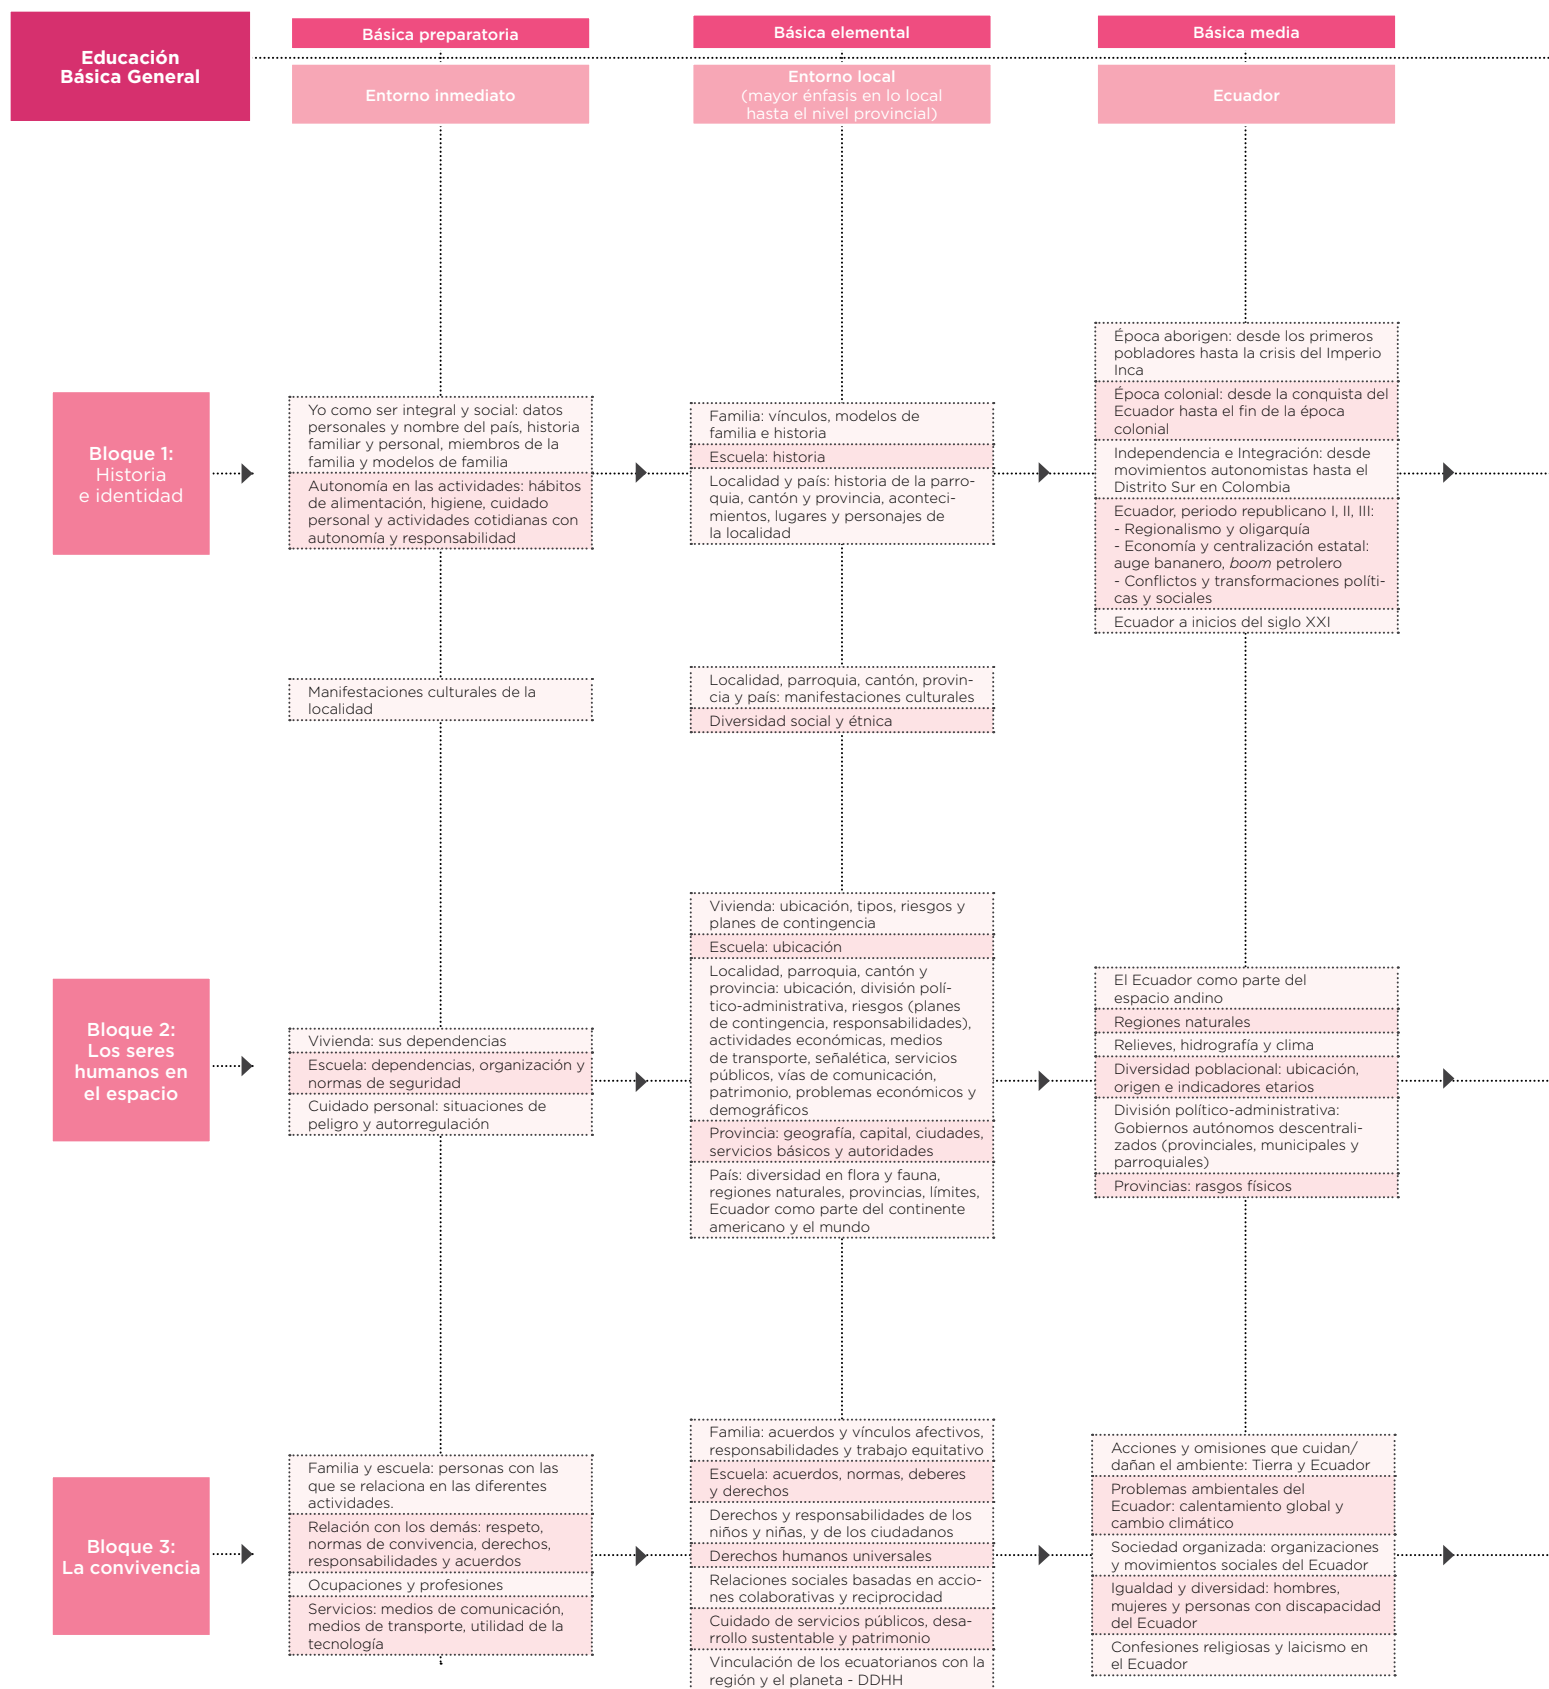 Educación
Básica General
Básica preparatoria
Básica elemental
Básica media
Entorno inmediato
Entorno local
(mayor énfasis en lo local
hasta el nivel provincial)
Ecuador
Bloque 1:
Historia
e identidad
Yo como ser integral y social: datos
personales y nombre del país, historia
familiar y personal, miembros de la
familia y modelos de familia
Autonomía en las actividades: hábitos
de alimentación, higiene, cuidado
personal y actividades cotidianas con
autonomía y responsabilidad
Familia: vínculos, modelos de
familia e historia
Escuela: historia
Localidad y país: historia de la parro-
quia, cantón y provincia, aconteci-
mientos, lugares y personajes de
la localidad
Época aborigen: desde los primeros
pobladores hasta la crisis del Imperio
Inca
Época colonial: desde la conquista del
Ecuador hasta el fin de la época
colonial
Independencia e Integración: desde
movimientos autonomistas hasta el
Distrito Sur en Colombia
Ecuador, periodo republicano I, II, III:
- Regionalismo y oligarquía
- Economía y centralización estatal:
auge bananero, boom petrolero
- Conflictos y transformaciones políti-
cas y sociales
Ecuador a inicios del siglo XXI
Manifestaciones culturales de la
localidad
Localidad, parroquia, cantón, provin-
cia y país: manifestaciones culturales
Diversidad social y étnica
Bloque 2:
Los seres
humanos en
el espacio
Vivienda: sus dependencias
Escuela: dependencias, organización y
normas de seguridad
Cuidado personal: situaciones de
peligro y autorregulación
Vivienda: ubicación, tipos, riesgos y
planes de contingencia
Escuela: ubicación
Localidad, parroquia, cantón y
provincia: ubicación, división polí-
tico-administrativa, riesgos (planes
de contingencia, responsabilidades),
actividades económicas, medios
de transporte, señalética, servicios
públicos, vías de comunicación,
patrimonio, problemas económicos y
demográficos
Provincia: geografía, capital, ciudades,
servicios básicos y autoridades
País: diversidad en flora y fauna,
regiones naturales, provincias, límites,
Ecuador como parte del continente
americano y el mundo
El Ecuador como parte del
espacio andino
Regiones naturales
Relieves, hidrografía y clima
Diversidad poblacional: ubicación,
origen e indicadores etarios
División político-administrativa:
Gobiernos autónomos descentrali-
zados (provinciales, municipales y
parroquiales)
Provincias: rasgos físicos
Bloque 3:
La convivencia
Familia y escuela: personas con las
que se relaciona en las diferentes
actividades.
Relación con los demás: respeto,
normas de convivencia, derechos,
responsabilidades y acuerdos
Ocupaciones y profesiones
Servicios: medios de comunicación,
medios de transporte, utilidad de la
tecnología
Familia: acuerdos y vínculos afectivos,
responsabilidades y trabajo equitativo
Escuela: acuerdos, normas, deberes
y derechos
Derechos y responsabilidades de los
niños y niñas, y de los ciudadanos
Derechos humanos universales
Relaciones sociales basadas en accio-
nes colaborativas y reciprocidad
Cuidado de servicios públicos, desa-
rrollo sustentable y patrimonio
Vinculación de los ecuatorianos con la
región y el planeta - DDHH
Acciones y omisiones que cuidan/
dañan el ambiente: Tierra y Ecuador
Problemas ambientales del
Ecuador: calentamiento global y
cambio climático
Sociedad organizada: organizaciones
y movimientos sociales del Ecuador
Igualdad y diversidad: hombres,
mujeres y personas con discapacidad
del Ecuador
Confesiones religiosas y laicismo en
el Ecuador